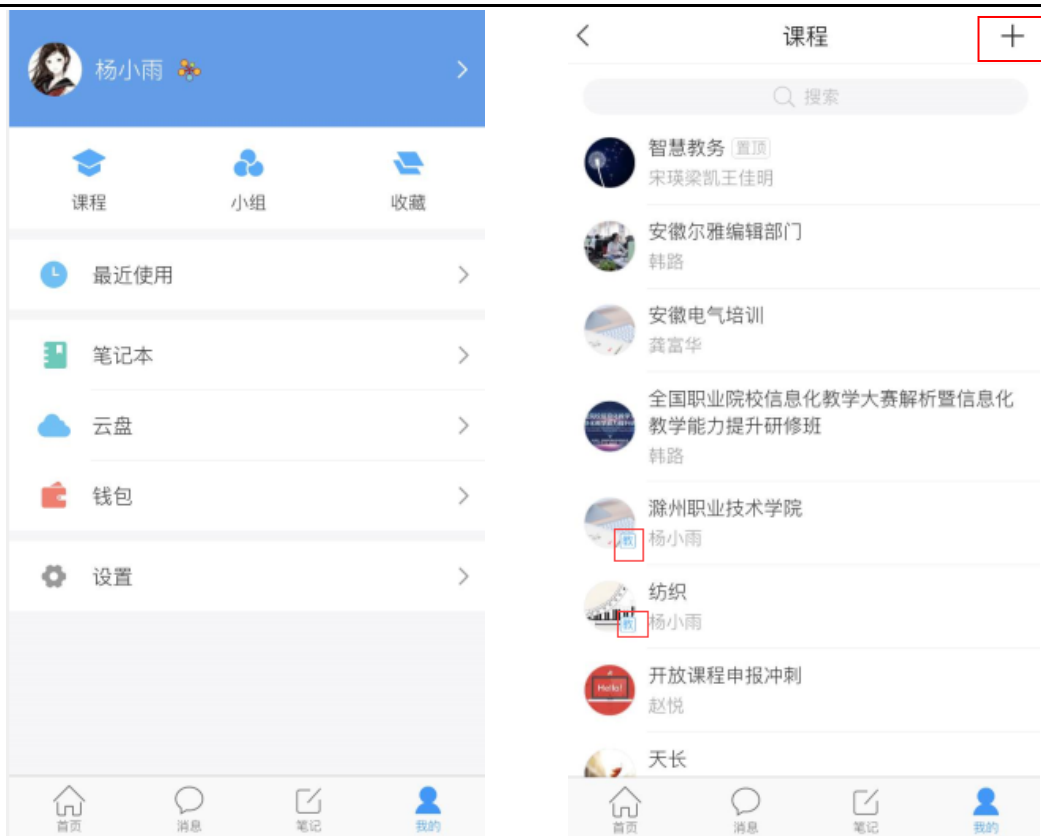 杨小雨
课程
小组
收藏
最近使用
笔记本
云盘
钱包
设置
首页
消息
笔记
我的
课程
搜索
智慧教务 置顶
宋瑛梁凯王佳明
安徽尔雅编辑部门
韩路
安徽电气培训
龚富华
全国职业院校信息化教学大赛解析暨信息化
教学能力提升研修班
韩路
滁州职业技术学院
教
杨小雨
纺织
教
杨小雨
开放课程申报冲刺
Hello!
赵悦
天长
首页
消息
笔记
我的